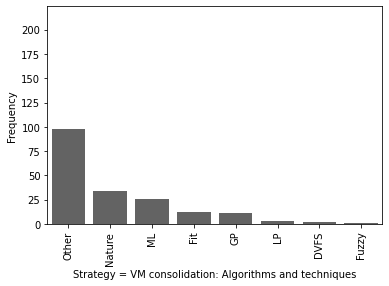 200
175
150
125
100
75
50
25
0
Frequency
Other
Nature
ML
Fit
GP
LP
DVFS
Fuzzy
Strategy = VM consolidation: Algorithms and techniques